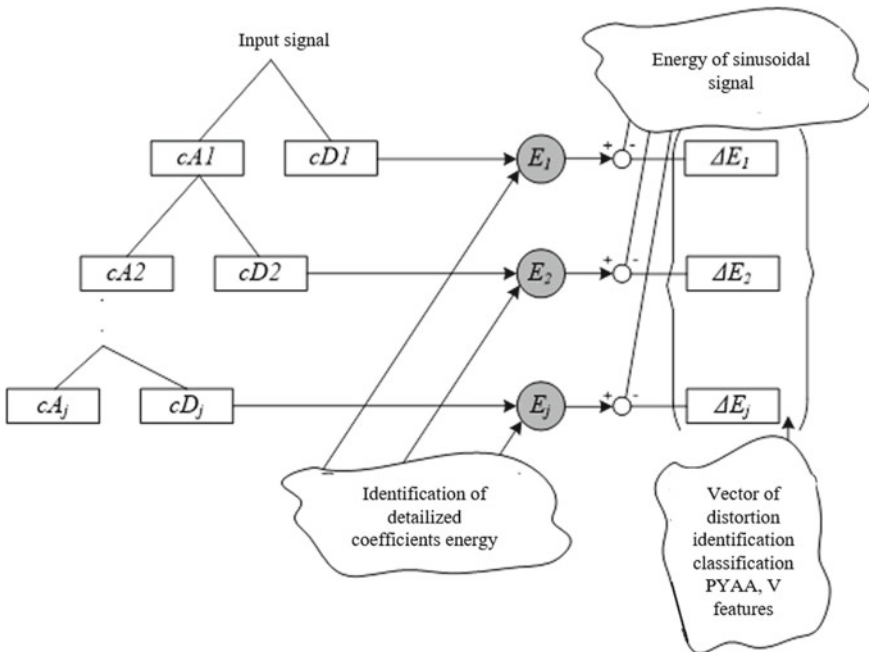 Input signal
Energy of sinusoidal
signal
cA1
cD1
E₁
+
-
ΔE₁
cA2
cD2
E₂
+
-
ΔE₂
cAⱼ
cDⱼ
Eⱼ
+
-
ΔEⱼ
Identification of
detailized
coefficients energy
Vector of
distortion
identification
classification
PYAA, V
features